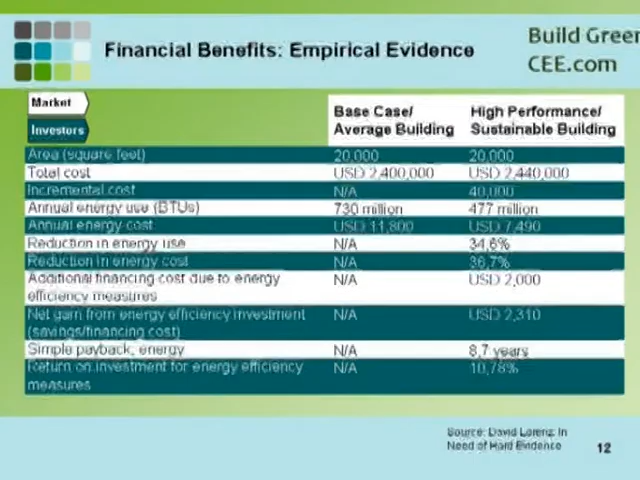 Build Green
CEE.com
Financial Benefits: Empirical Evidence
Market
Investors
Base Case/ High Performance/
Average Building Sustainable Building
Area (square feet) 20,000 20,000
Total cost USD 2,400,000 USD 2,440,000
Incremental cost N/A 40,000
Annual energy use (BTUs) 730 million 477 million
Annual energy cost USD 11,800 USD 7,490
Reduction in energy use N/A 34,6%
Reduction in energy cost N/A 36,7%
Additional financing cost due to energy N/A USD 2,000
efficiency measures
Net gain from energy efficiency investment N/A USD 2,310
(savings/financing cost)
Simple payback, energy N/A 8,7 years
Return on investment for energy efficiency N/A 10,78%
measures
Source: David Lorenz: In
Need of Hard Evidence
12